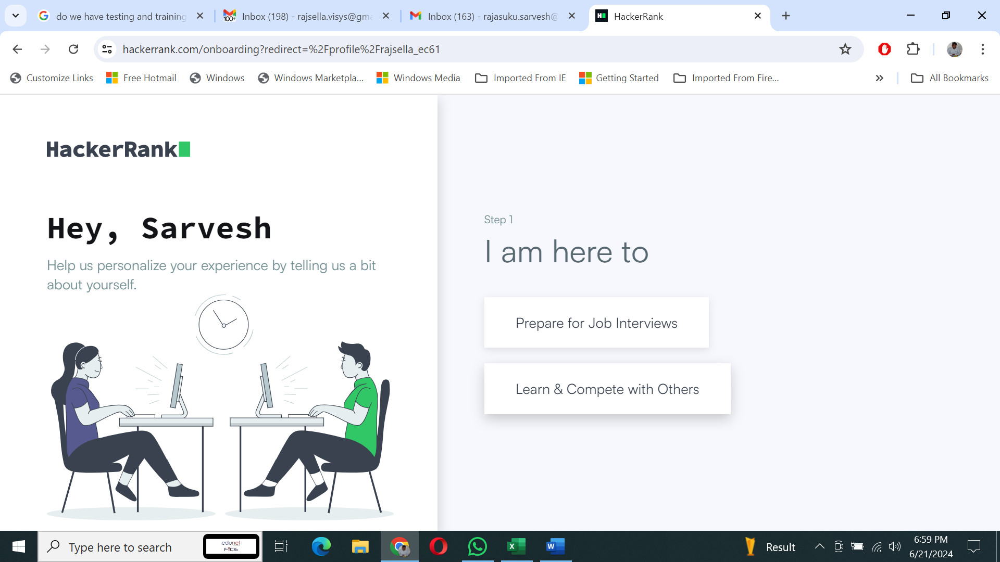 do we have testing and training
Inbox (198) - rajsella.visys@gma
Inbox (163) - rajasuku.sarvesh@
HackerRank
hackerrank.com/onboarding?redirect=%2Fprofile%2Frajsella_ec61
Customize Links
Free Hotmail
Windows
Windows Marketpla...
Windows Media
Imported From IE
Getting Started
Imported From Fire...
All Bookmarks
HackerRank
Hey, Sarvesh
Help us personalize your experience by telling us a bit
about yourself.
Step 1
I am here to
Prepare for Job Interviews
Learn & Compete with Others
Type here to search
edunet
FICE
Result
6:59 PM
6/21/2024